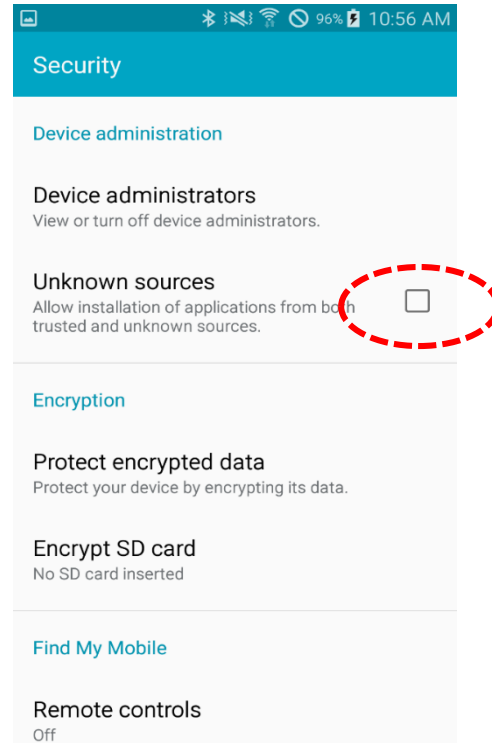 96% 10:56 AM
Security
Device administration
Device administrators
View or turn off device administrators.
Unknown sources
Allow installation of applications from both
trusted and unknown sources.
Encryption
Protect encrypted data
Protect your device by encrypting its data.
Encrypt SD card
No SD card inserted
Find My Mobile
Remote controls
Off